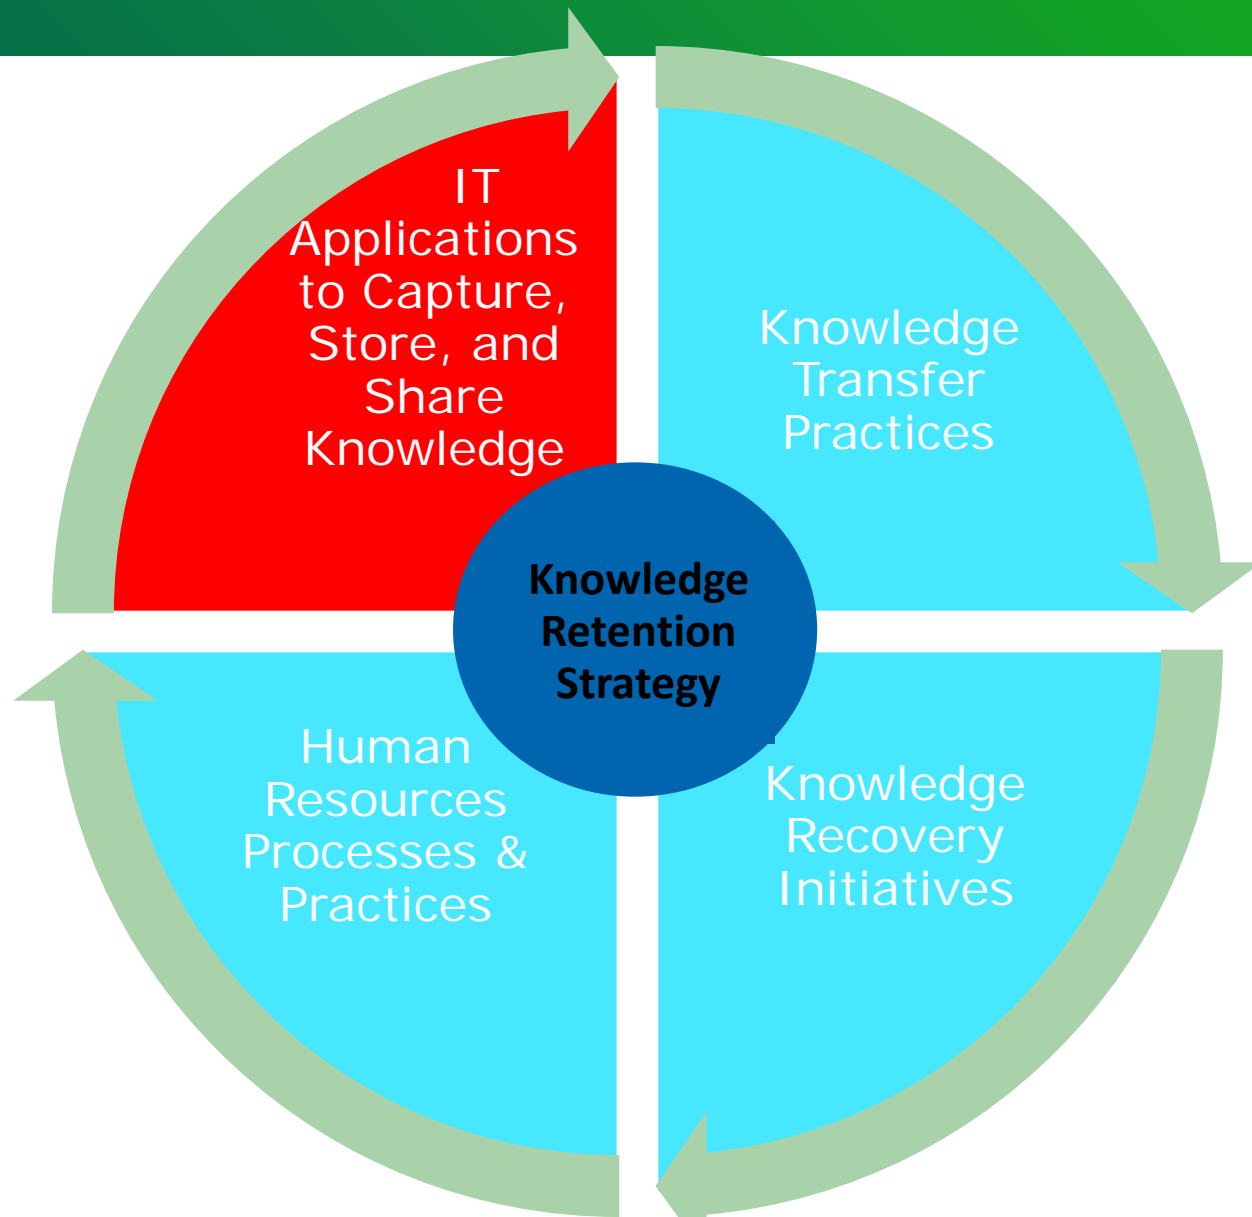 IT
Applications
to Capture,
Store, and
Share
Knowledge
Knowledge
Transfer
Practices
Knowledge
Retention
Strategy
Human
Resources
Processes &
Practices
Knowledge
Recovery
Initiatives